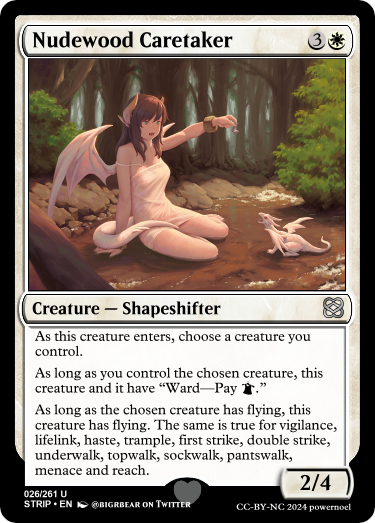 Nudewood Caretaker 3
Creature — Shapeshifter
As this creature enters, choose a creature you
control.
As long as you control the chosen creature, this
creature and it have “Ward—Pay .”
As long as the chosen creature has flying, this
creature has flying. The same is true for vigilance,
lifelink, haste, trample, first strike, double strike,
underwalk, topwalk, sockwalk, pantswalk,
menace and reach.
2/4
026/261 U
STRIP • EN @BIGRBEAR ON TWITTER
CC-BY-NC 2024 powernoel